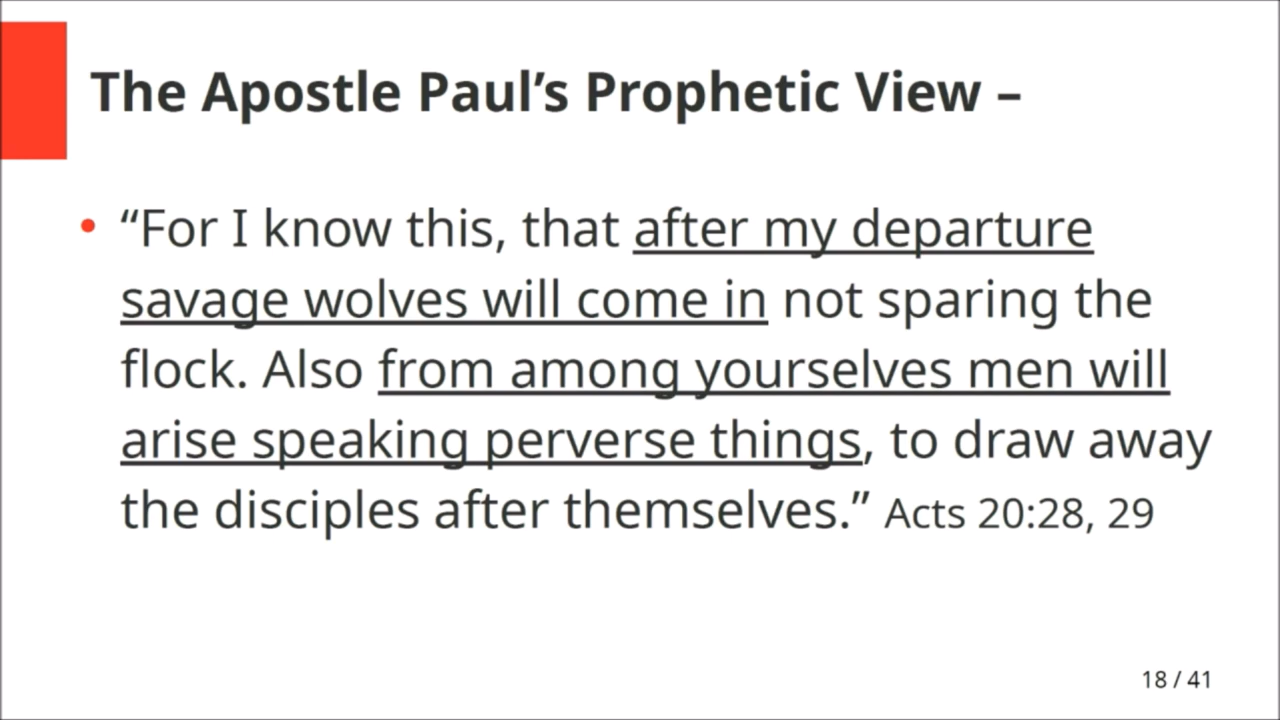 The Apostle Paul’s Prophetic View –
• “For I know this, that after my departure
savage wolves will come in not sparing the
flock. Also from among yourselves men will
arise speaking perverse things, to draw away
the disciples after themselves.” Acts 20:28, 29
18 / 41